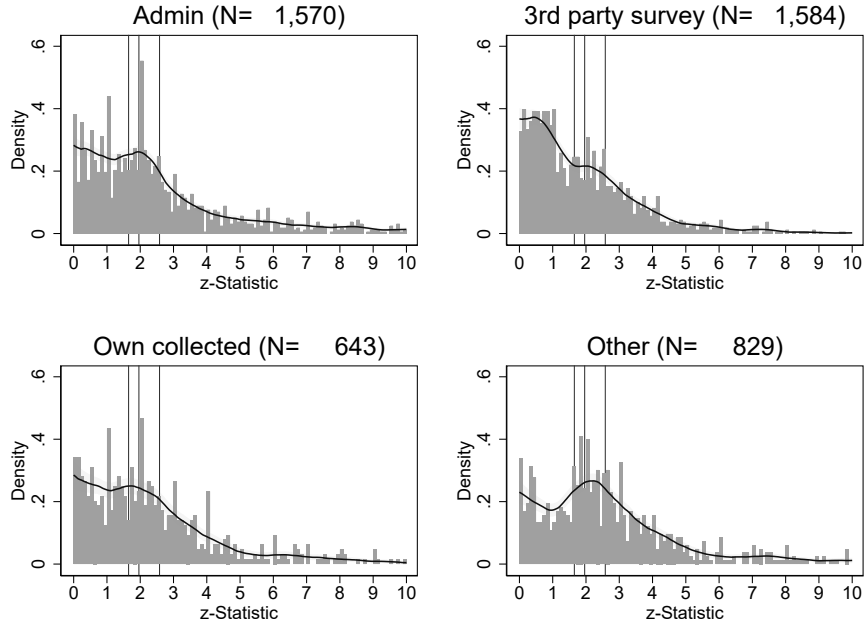 Admin (N= 1,570)
.6
.4
.2
0
Density
0 1 2 3 4 5 6 7 8 9 10
z-Statistic
3rd party survey (N= 1,584)
.6
.4
.2
0
Density
0 1 2 3 4 5 6 7 8 9 10
z-Statistic
Own collected (N= 643)
.6
.4
.2
0
Density
0 1 2 3 4 5 6 7 8 9 10
z-Statistic
Other (N= 829)
.6
.4
.2
0
Density
0 1 2 3 4 5 6 7 8 9 10
z-Statistic